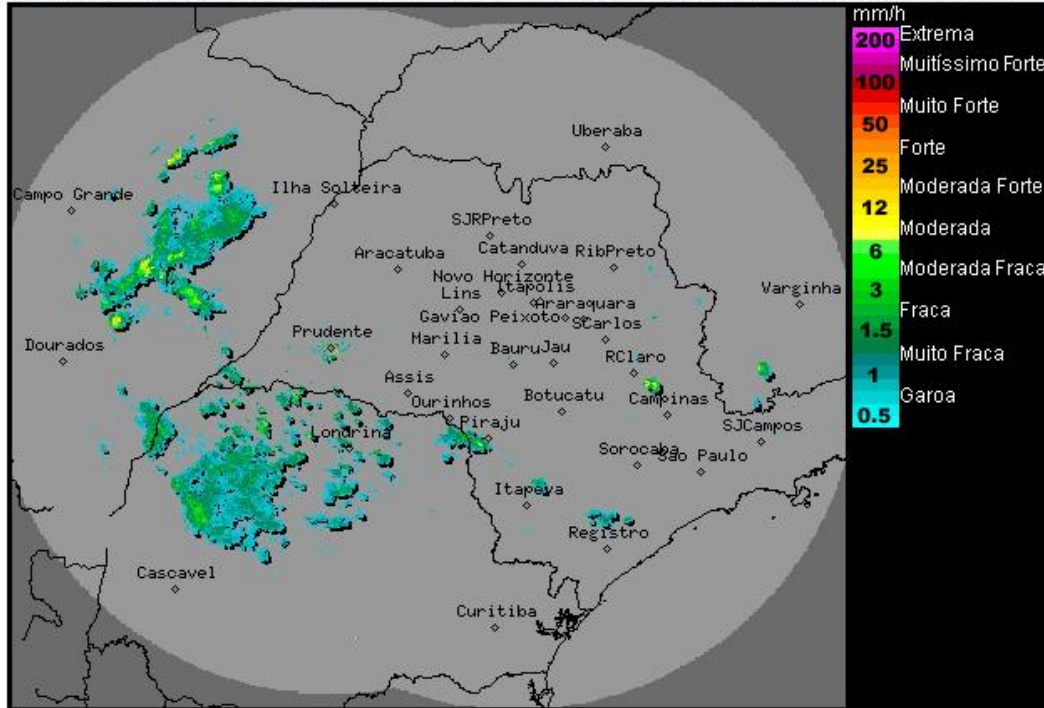 mm/h
200 Extrema
Muitíssimo Forte
100
Muito Forte
50
Forte
25
Moderada Forte
12
Moderada
6
Moderada Fraca
3
Fraca
1.5
Muito Fraca
1
Garoa
0.5
Uberaba
Campo Grande
Ilha Solteira
SJRPreto
Catanduva
RibPreto
Aracatuba
Novo Horizonte
Itapolis
Lins
Araraquara
Varginha
Gaviao Peixoto
SCarlos
Prudente
Marilia
Dourados
Bauru
Jau
RClaro
Assis
Ourinhos
Botucatu
Campinas
Piraju
SJCampos
Londrina
Sorocaba
Sao Paulo
Itapeva
Registro
Cascavel
Curitiba